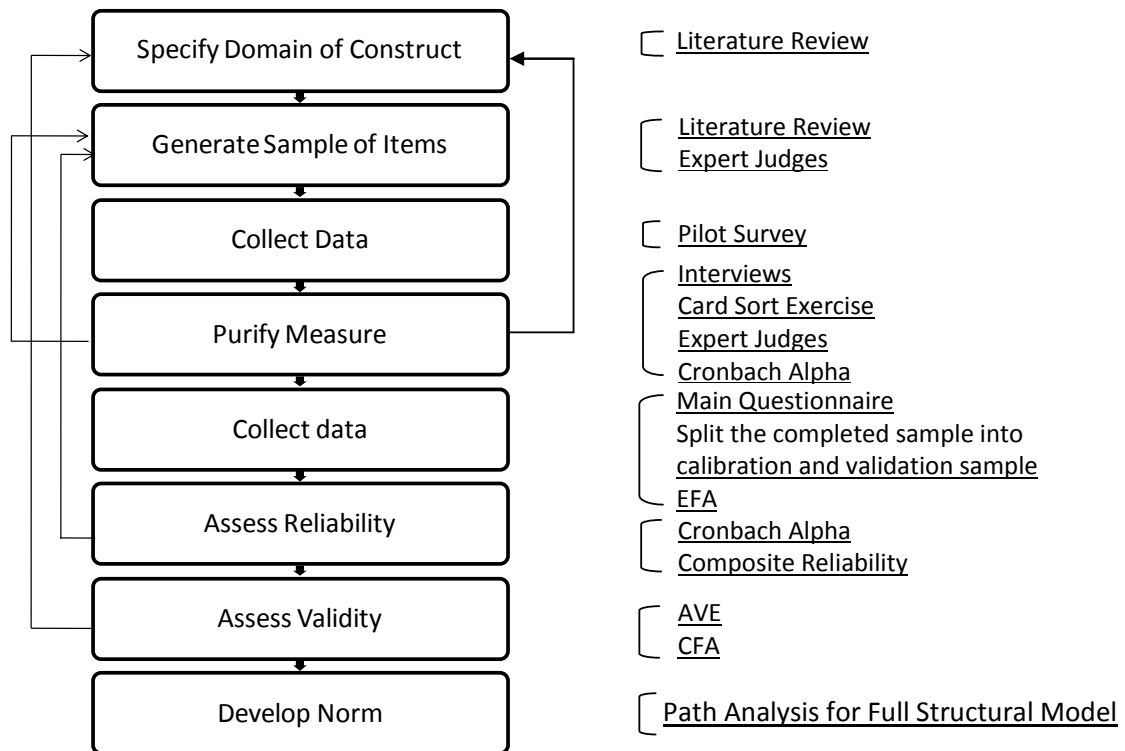 Specify Domain of Construct
Literature Review
Generate Sample of Items
Literature Review
Expert Judges
Collect Data
Pilot Survey
Purify Measure
Interviews
Card Sort Exercise
Expert Judges
Cronbach Alpha
Collect data
Main Questionnaire
Split the completed sample into
calibration and validation sample
EFA
Assess Reliability
Cronbach Alpha
Composite Reliability
Assess Validity
AVE
CFA
Develop Norm
Path Analysis for Full Structural Model